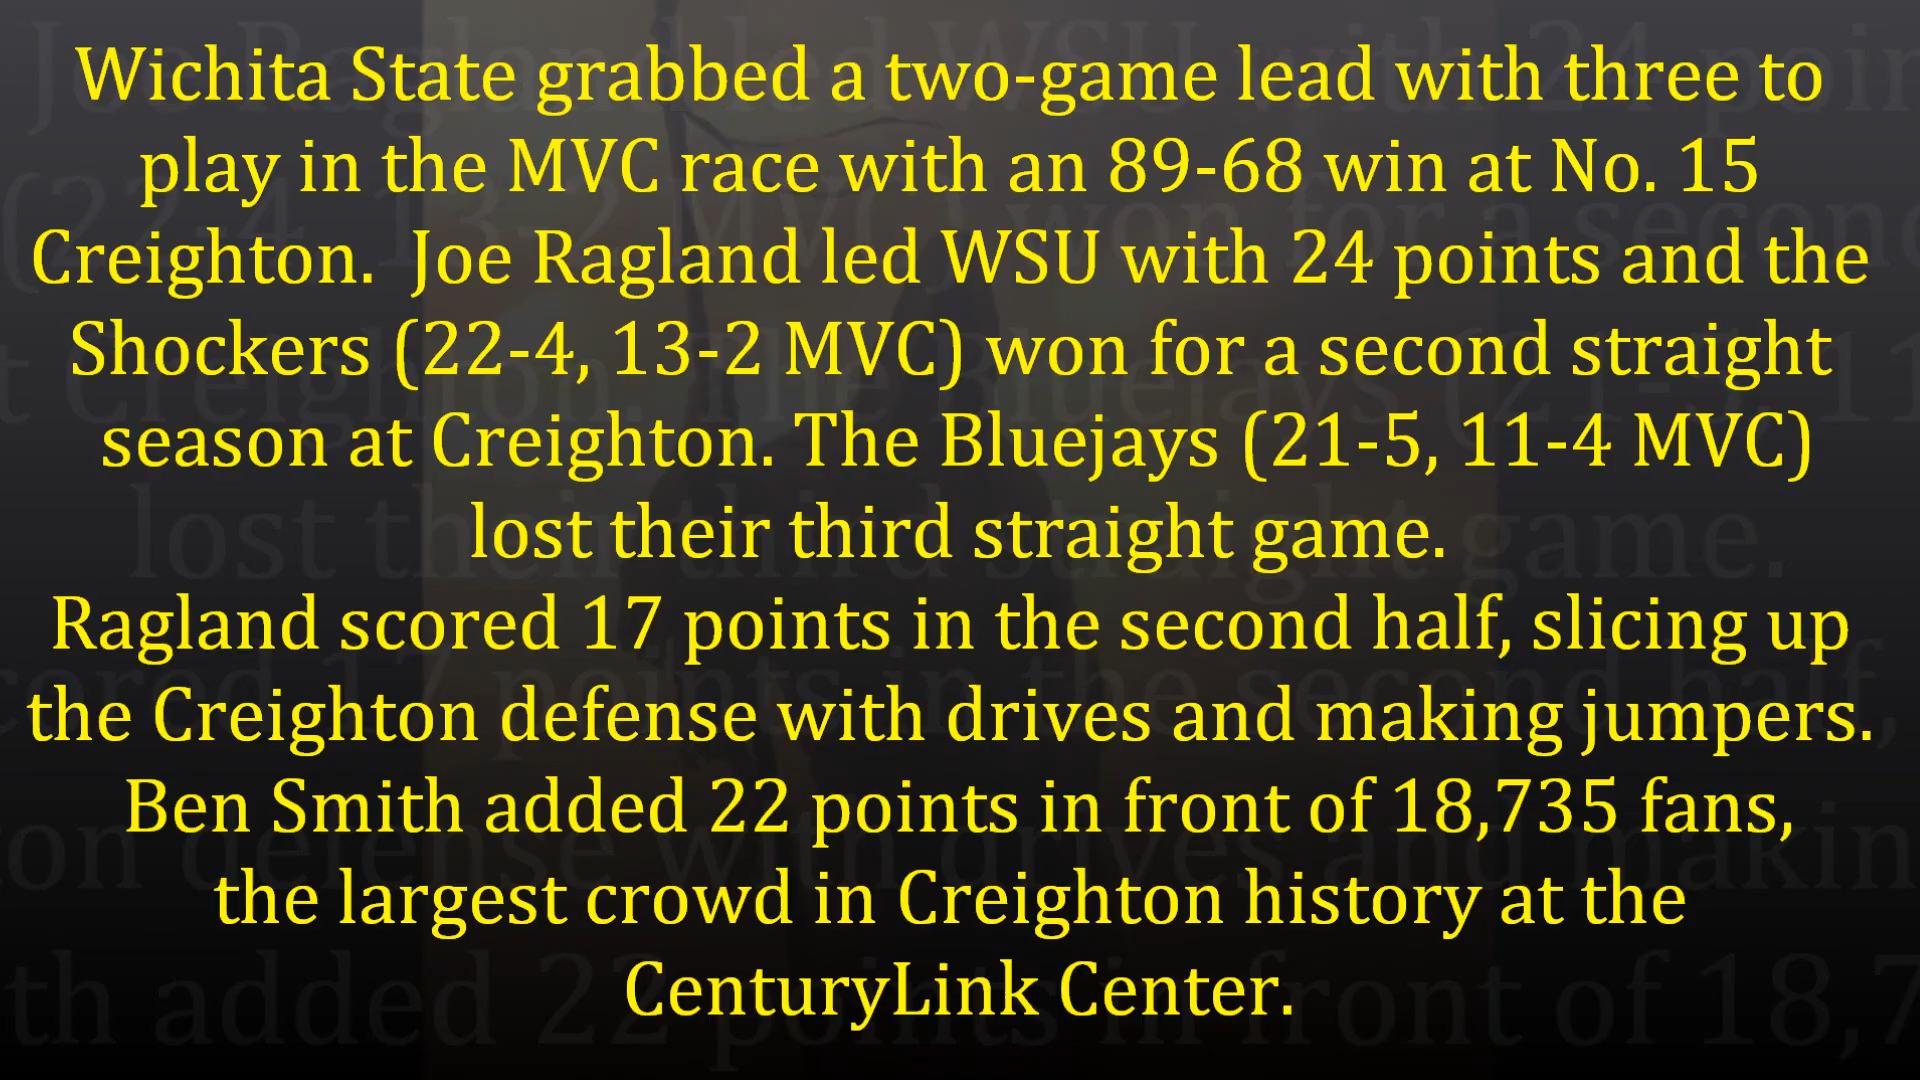 Wichita State grabbed a two-game lead with three to
play in the MVC race with an 89-68 win at No. 15
Creighton.  Joe Ragland led WSU with 24 points and the
Shockers (22-4, 13-2 MVC) won for a second straight
season at Creighton. The Bluejays (21-5, 11-4 MVC)
lost their third straight game.
Ragland scored 17 points in the second half, slicing up
the Creighton defense with drives and making jumpers.
Ben Smith added 22 points in front of 18,735 fans,
the largest crowd in Creighton history at the
CenturyLink Center.